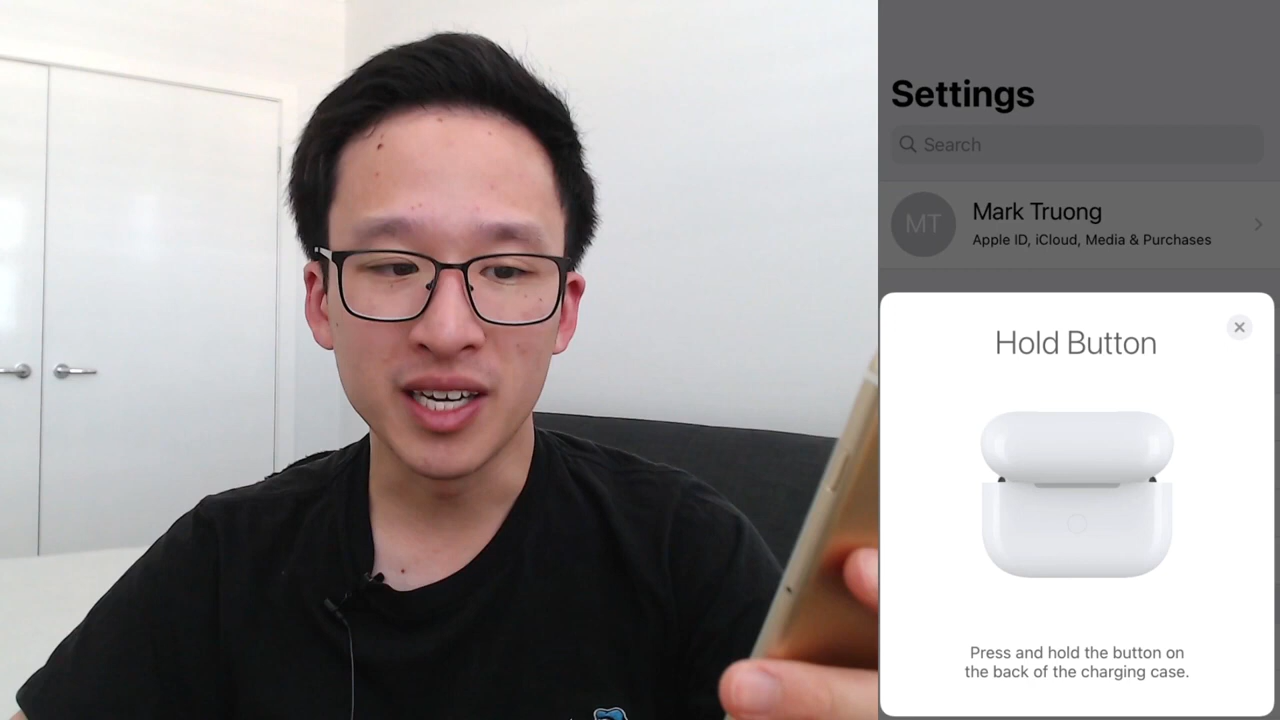 Settings
Search
MT
Mark Truong
Apple ID, iCloud, Media & Purchases
Hold Button
Press and hold the button on
the back of the charging case.